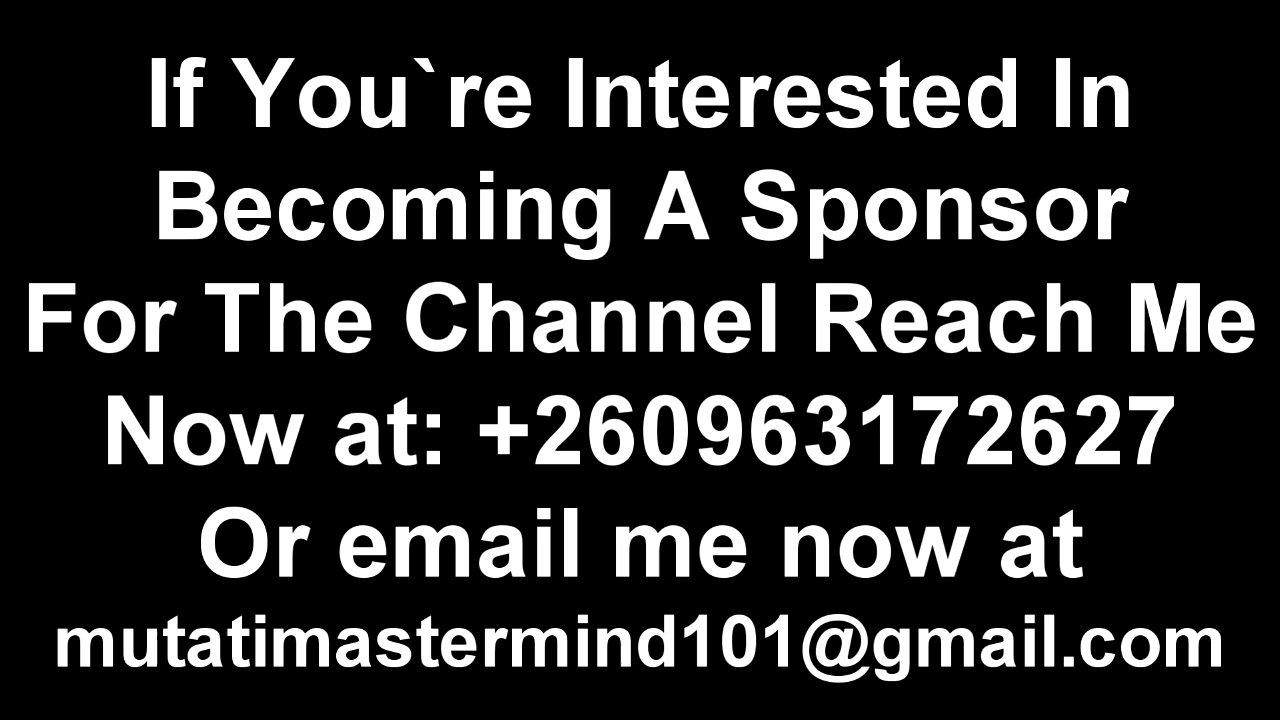 If You`re Interested In
Becoming A Sponsor
For The Channel Reach Me
Now at: +260963172627
Or email me now at
mutatimastermind101@gmail.com